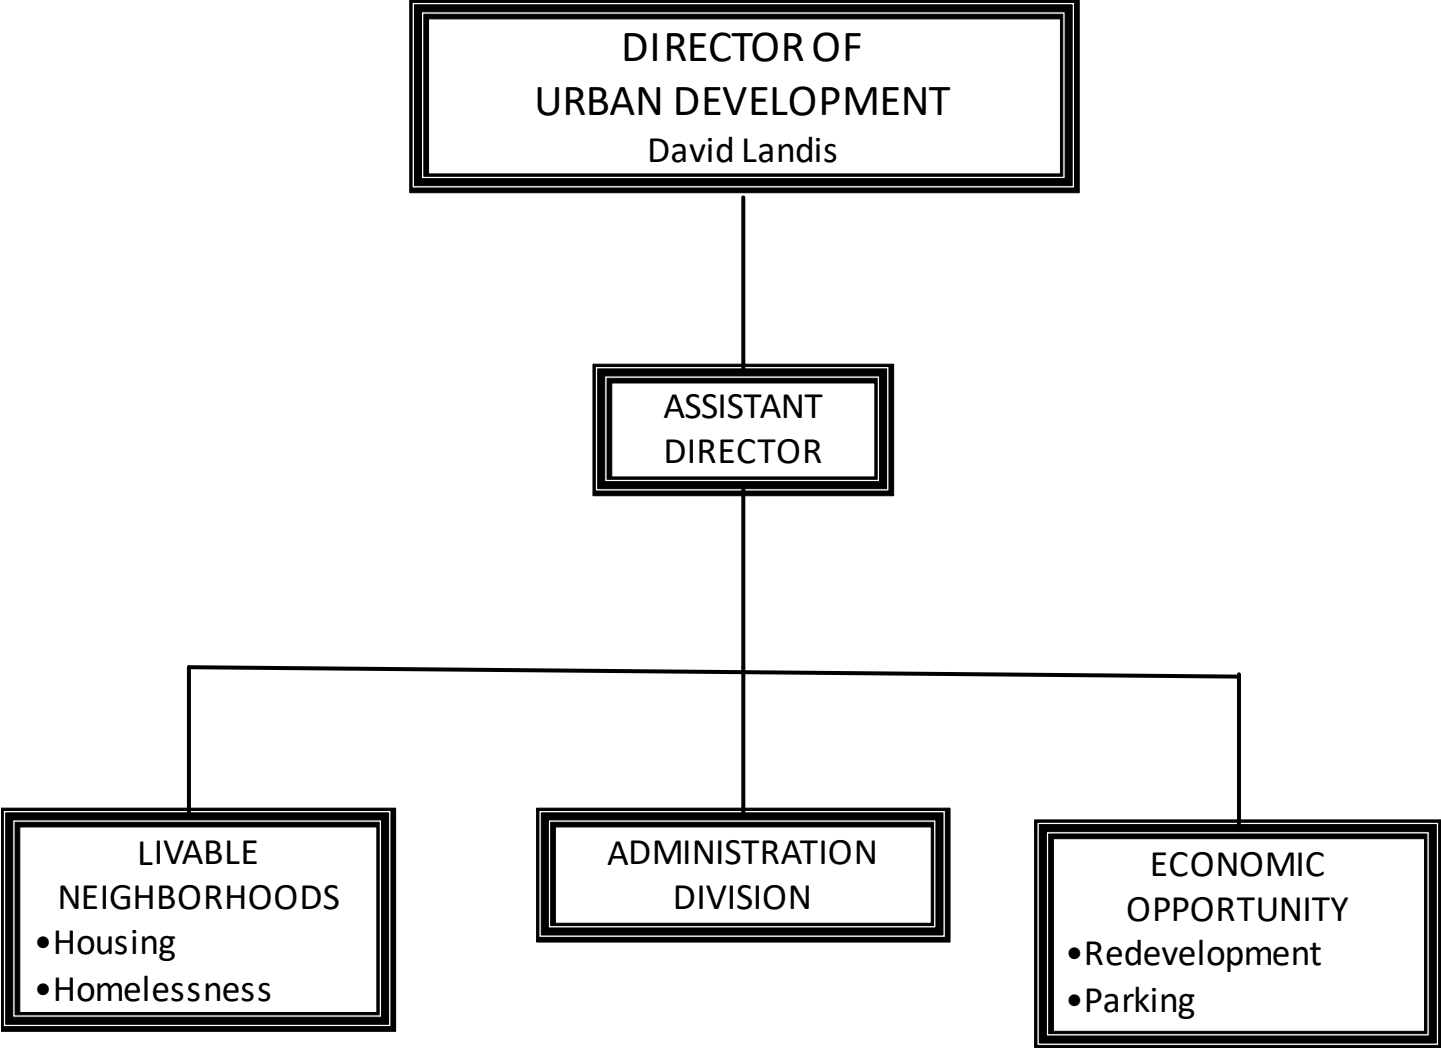 DIRECTOR OF
URBAN DEVELOPMENT
David Landis
ASSISTANT
DIRECTOR
LIVABLE
NEIGHBORHOODS
•Housing
•Homelessness
ADMINISTRATION
DIVISION
ECONOMIC
OPPORTUNITY
•Redevelopment
•Parking